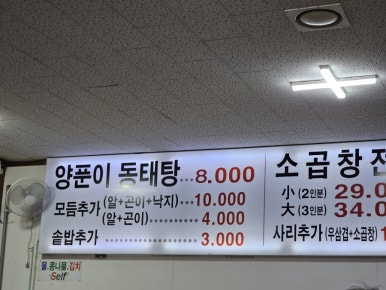 양푼이 동태탕...8.000
모듬추가(알+곤이+낙지)...10.000
(알+곤이)..........4.000
솥밥추가................3.000
소곱창전
小(2인분) 29.0
大(3인분) 34.0
사리추가(우삼겹+소곱창)
물,콩나물,김치
Self